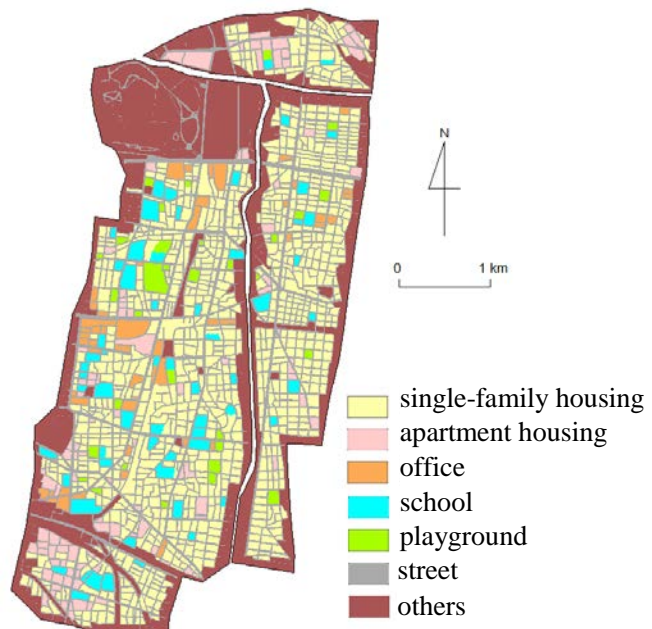 N
0 1 km
single-family housing
apartment housing
office
school
playground
street
others